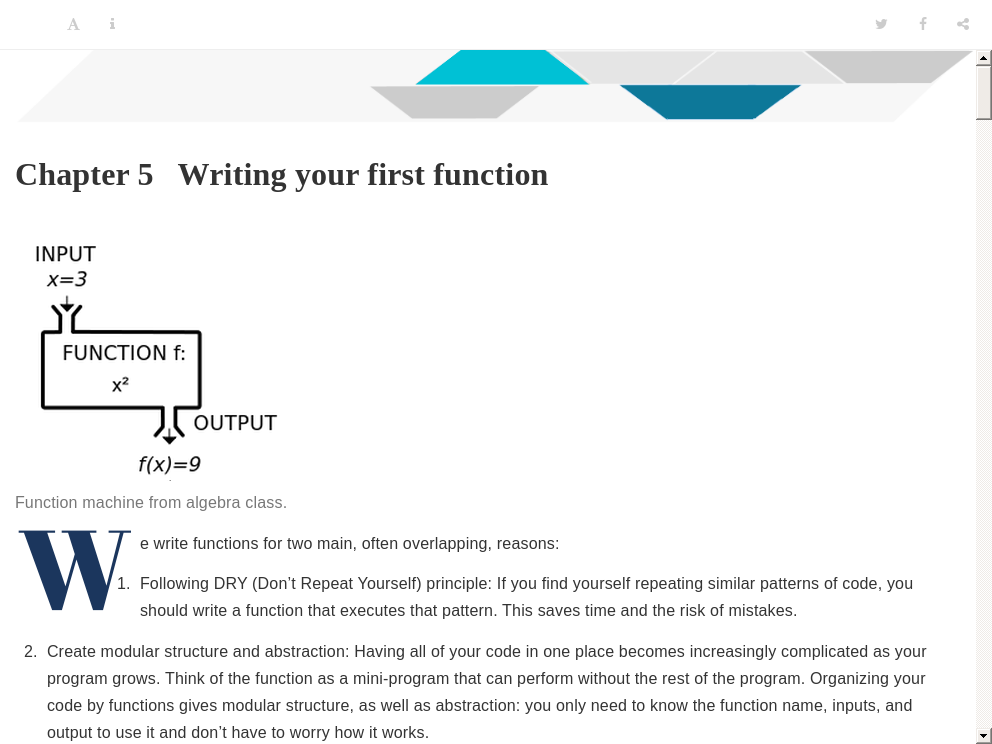 Chapter 5 Writing your first function
INPUT
x=3
FUNCTION f:
x²
OUTPUT
f(x)=9
Function machine from algebra class.
We write functions for two main, often overlapping, reasons:
1. Following DRY (Don’t Repeat Yourself) principle: If you find yourself repeating similar patterns of code, you
should write a function that executes that pattern. This saves time and the risk of mistakes.
2. Create modular structure and abstraction: Having all of your code in one place becomes increasingly complicated as your
program grows. Think of the function as a mini-program that can perform without the rest of the program. Organizing your
code by functions gives modular structure, as well as abstraction: you only need to know the function name, inputs, and
output to use it and don’t have to worry how it works.